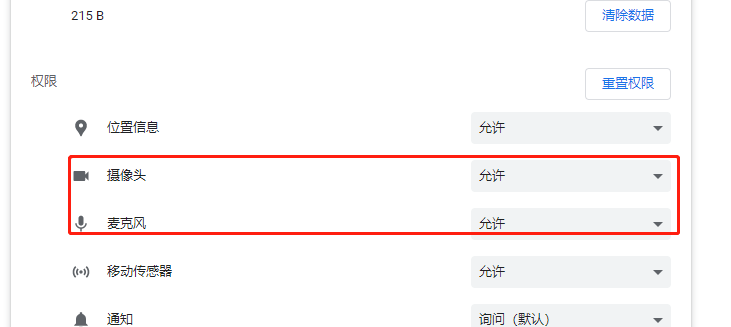 215 B 清除数据
权限 重置权限
位置信息 允许
摄像头 允许
麦克风 允许
移动传感器 允许
通知 询问（默认）